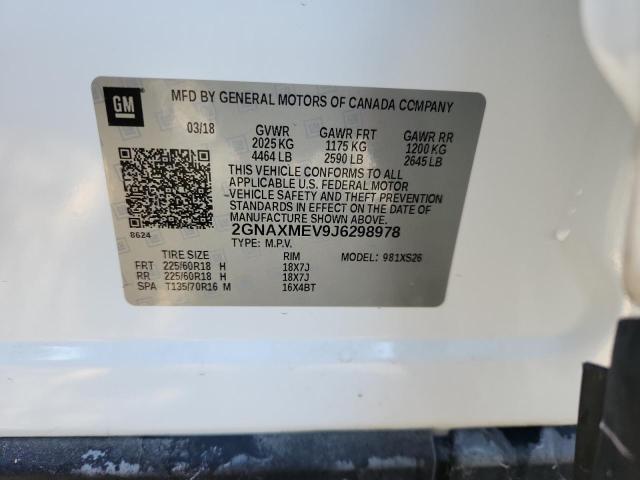 GM
MFD BY GENERAL MOTORS OF CANADA COMPANY
03/18 GVWR GAWR FRT GAWR RR
2025 KG 1175 KG 1200 KG
4464 LB 2590 LB 2645 LB
THIS VEHICLE CONFORMS TO ALL
APPLICABLE U.S. FEDERAL MOTOR
VEHICLE SAFETY AND THEFT PREVENTION
STANDARDS IN EFFECT ON THE DATE OF
MANUFACTURE SHOWN ABOVE.
8624 2GNAXMEV9J6298978
TYPE: M.P.V.
TIRE SIZE RIM MODEL: 981XS26
FRT 225/60R18 H 18X7J
RR 225/60R18 H 18X7J
SPA T135/70R16 M 16X4BT